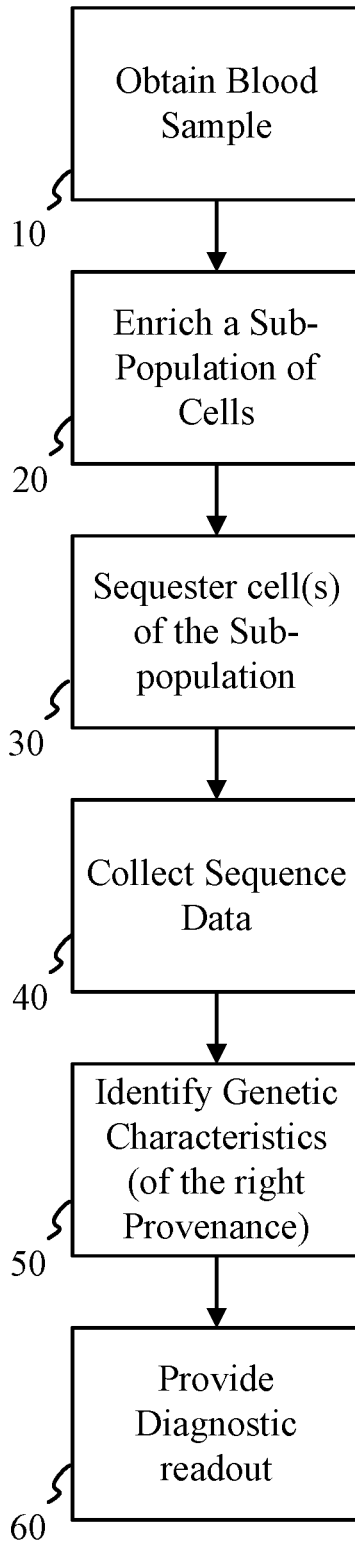 Obtain Blood
Sample
10
Enrich a Sub-
Population of
Cells
20
Sequester cell(s)
of the Sub-
population
30
Collect Sequence
Data
40
Identify Genetic
Characteristics
(of the right
Provenance)
50
Provide
Diagnostic
readout
60